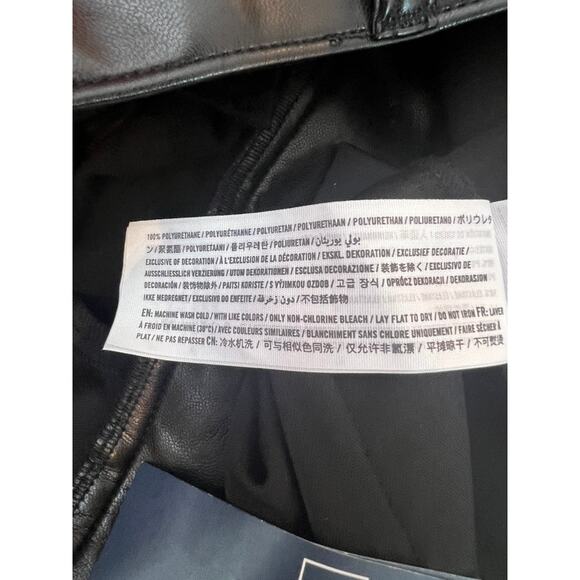 100% POLYURETHANE / POLYURÉTHANNE / POLYURETAN / POLYURETHAAN / POLYURETHAN / POLIURETANO / ポリウレタ
ン / 聚氨酯 / POLYURETAANI / 폴리우레탄 / POLIURETAN / بولي يوريثان
EXCLUSIVE OF DECORATION / À L'EXCLUSION DE LA DÉCORATION / EKSKL. DEKORATION / EXCLUSIEF DECORATIE /
AUSSCHLIESSLICH VERZIERUNG / UTOM DEKORATIONEN / ESCLUSA DECORAZIONE / 装飾を除く / EXCLUSIVO DE
DECORACIÓN / 装饰物除外 / PAITSI KORISTE / S VÝJIMKOU OZDOB / 고급 장식 / OPRÓCZ DEKORACJI / DEKORASJON
IKKE MEDREGNET / EXCLUSIVO DO ENFEITE / دون زخرفة / 不包括飾物
EN: MACHINE WASH COLD / WITH LIKE COLORS / ONLY NON-CHLORINE BLEACH / LAY FLAT TO DRY / DO NOT IRON FR: LAVER
À FROID EN MACHINE (30°C) / AVEC COULEURS SIMILAIRES / BLANCHIMENT SANS CHLORE UNIQUEMENT / FAIRE SÉCHER À
PLAT / NE PAS REPASSER CN: 冷水机洗 / 可与相似色同洗 / 仅允许非氯漂 / 平摊晾干 / 不可熨烫